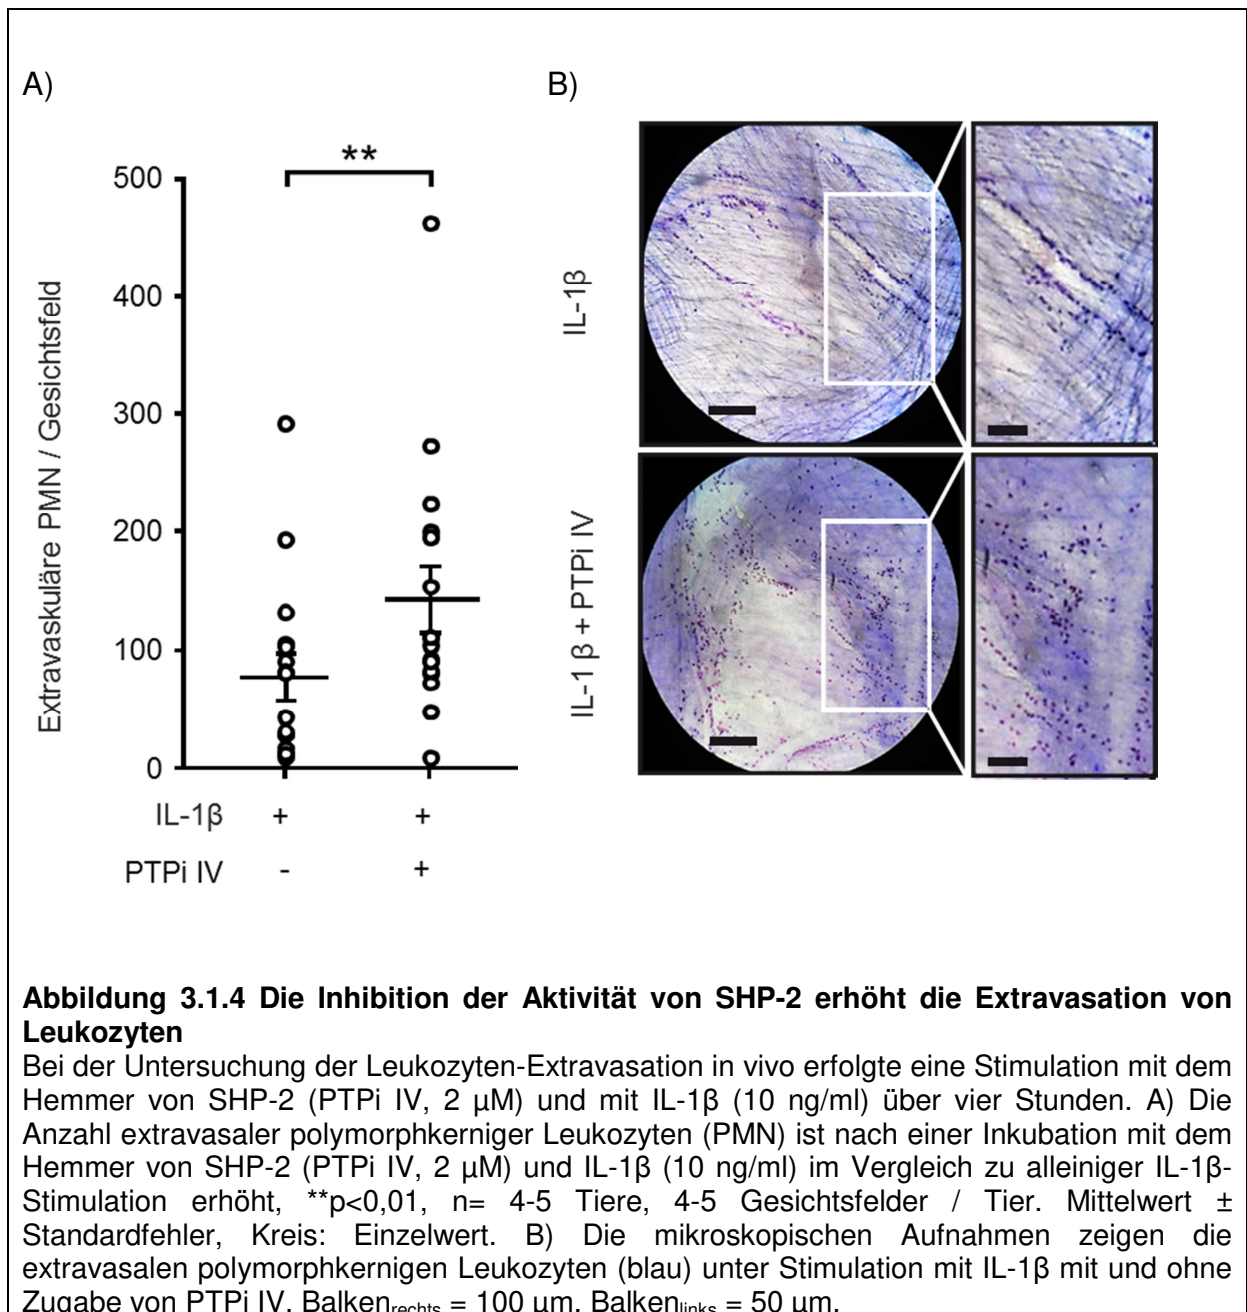 A)
B)
**
500
400
300
200
100
0
Extravaskuläre PMN / Gesichtsfeld
IL-1β + +
PTPi IV - +
IL-1β
IL-1 β + PTPi IV
Abbildung 3.1.4 Die Inhibition der Aktivität von SHP-2 erhöht die Extravasation von
Leukozyten
Bei der Untersuchung der Leukozyten-Extravasation in vivo erfolgte eine Stimulation mit dem
Hemmer von SHP-2 (PTPi IV, 2 µM) und mit IL-1β (10 ng/ml) über vier Stunden. A) Die
Anzahl extravasaler polymorphkerniger Leukozyten (PMN) ist nach einer Inkubation mit dem
Hemmer von SHP-2 (PTPi IV, 2 µM) und IL-1β (10 ng/ml) im Vergleich zu alleiniger IL-1β-
Stimulation erhöht, **p<0,01, n= 4-5 Tiere, 4-5 Gesichtsfelder / Tier. Mittelwert ±
Standardfehler, Kreis: Einzelwert. B) Die mikroskopischen Aufnahmen zeigen die
extravasalen polymorphkernigen Leukozyten (blau) unter Stimulation mit IL-1β mit und ohne
Zugabe von PTPi IV. Balkenrechts = 100 µm, Balkenlinks = 50 µm.